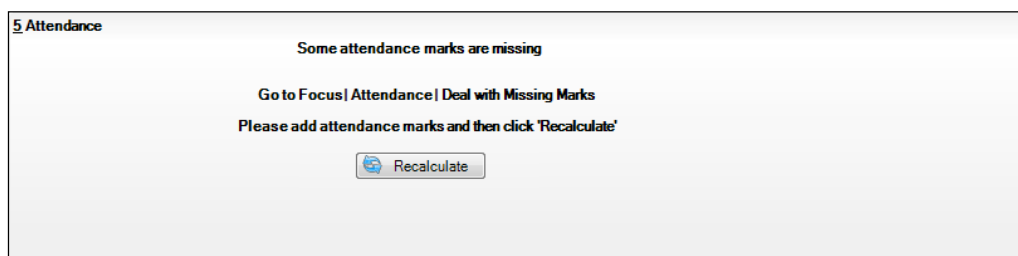 5 Attendance
Some attendance marks are missing
Go to Focus| Attendance| Deal with Missing Marks
Please add attendance marks and then click 'Recalculate'
Recalculate